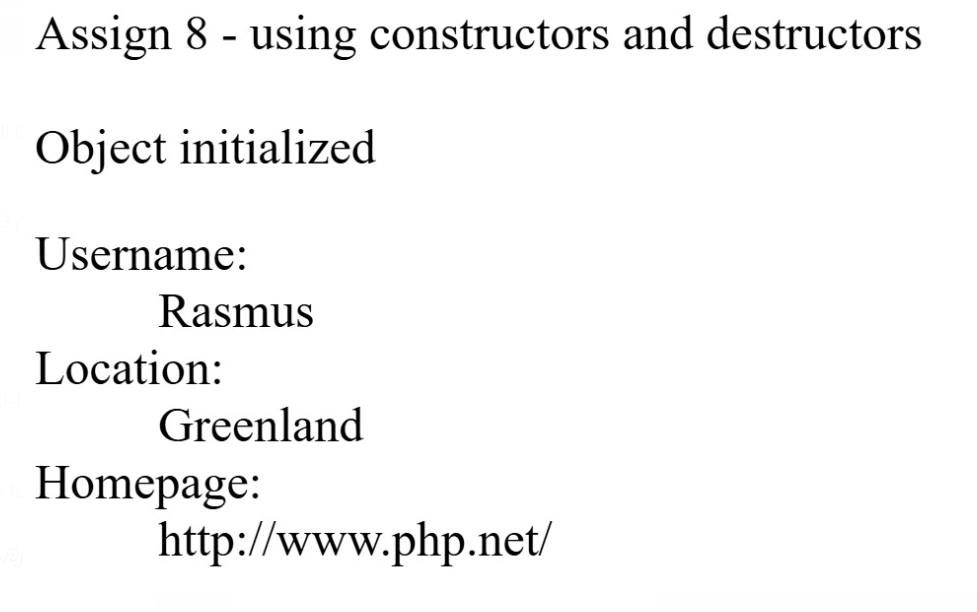 Assign 8 - using constructors and destructors
Object initialized
Username:
Rasmus
Location:
Greenland
Homepage:
http://www.php.net/